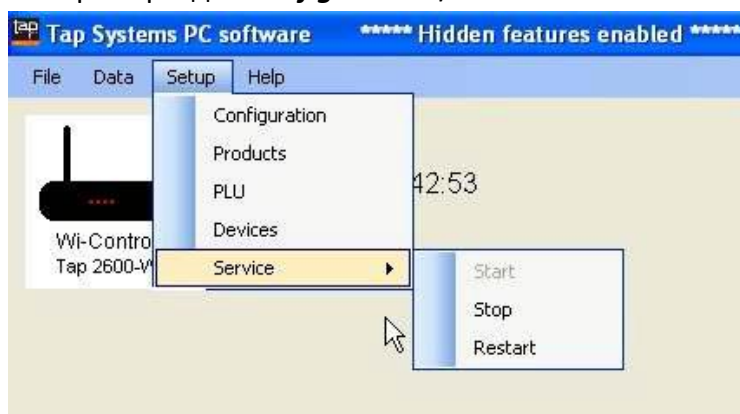 tap Tap Systems PC software ***** Hidden features enabled *****
File Data Setup Help
Configuration
Products
PLU
Devices
Service
Start
Stop
Restart
42:53
Wi-Contro
Tap 2600-